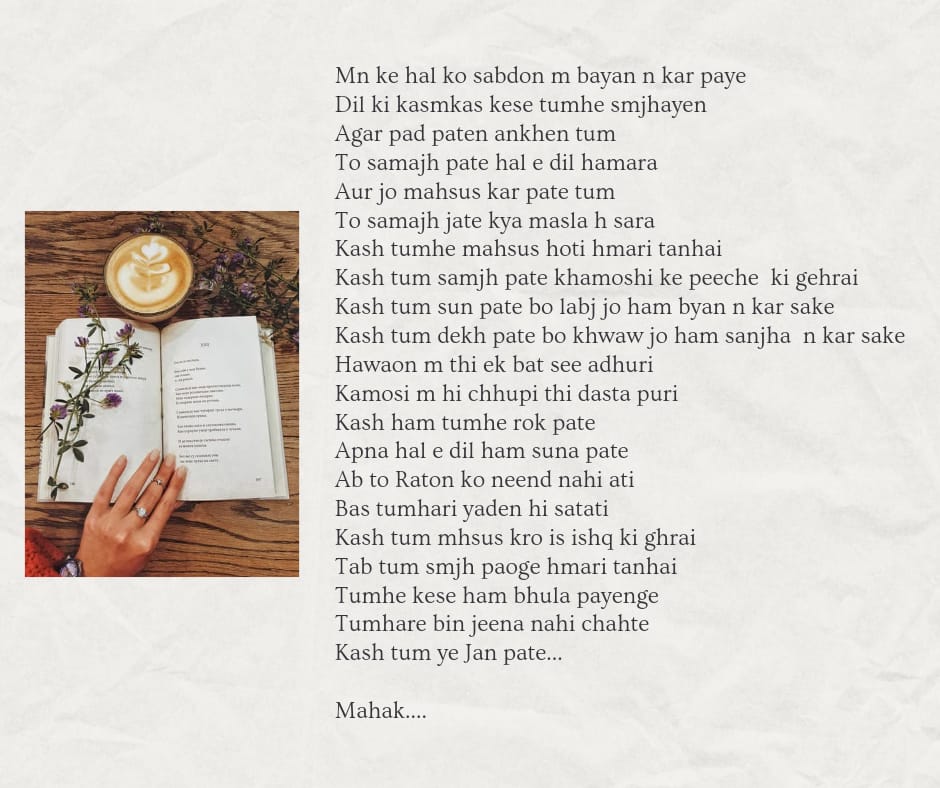 Mn ke hal ko sabdon m bayan n kar paye
Dil ki kasmkas kese tumhe smjhayen
Agar pad paten ankhen tum
To samajh pate hal e dil hamara
Aur jo mahsus kar pate tum
To samajh jate kya masla h sara
Kash tumhe mahsus hoti hmari tanhai
Kash tum samjh pate khamoshi ke peeche  ki gehrai
Kash tum sun pate bo labj jo ham byan n kar sake
Kash tum dekh pate bo khwaw jo ham sanjha  n kar sake
Hawaon m thi ek bat see adhuri
Kamosi m hi chhupi thi dasta puri
Kash ham tumhe rok pate
Apna hal e dil ham suna pate
Ab to Raton ko neend nahi ati
Bas tumhari yaden hi satati
Kash tum mhsus kro is ishq ki ghrai
Tab tum smjh paoge hmari tanhai
Tumhe kese ham bhula payenge
Tumhare bin jeena nahi chahte
Kash tum ye Jan pate...
Mahak....